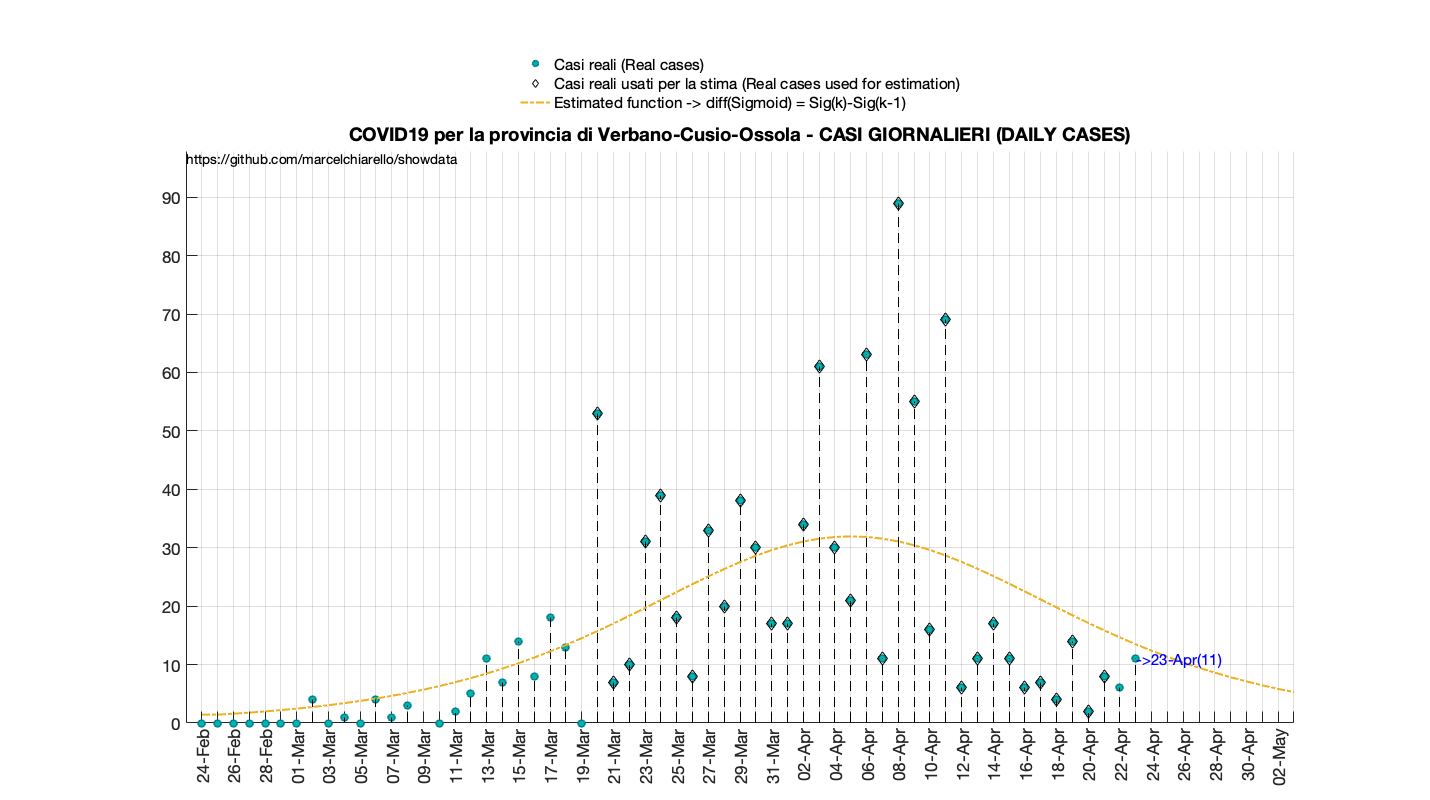 Casi reali (Real cases)
Casi reali usati per la stima (Real cases used for estimation)
Estimated function -> diff(Sigmoid) = Sig(k)-Sig(k-1)
COVID19 per la provincia di Verbano-Cusio-Ossola - CASI GIORNALIERI (DAILY CASES)
https://github.com/marcelchiarello/showdata
90
80
70
60
50
40
30
20
10
0
->23-Apr(11)
24-Feb
26-Feb
28-Feb
01-Mar
03-Mar
05-Mar
07-Mar
09-Mar
11-Mar
13-Mar
15-Mar
17-Mar
19-Mar
21-Mar
23-Mar
25-Mar
27-Mar
29-Mar
31-Mar
02-Apr
04-Apr
06-Apr
08-Apr
10-Apr
12-Apr
14-Apr
16-Apr
18-Apr
20-Apr
22-Apr
24-Apr
26-Apr
28-Apr
30-Apr
02-May